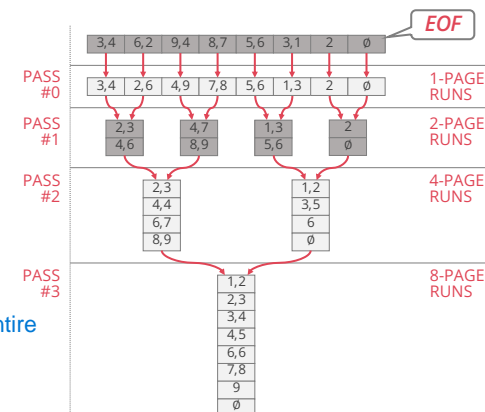 EOF
3,4 6,2 9,4 8,7 5,6 3,1 2 ø
PASS #0
3,4 2,6 4,9 7,8 5,6 1,3 2 ø
1-PAGE RUNS
PASS #1
2,3 4,7 1,3 2
4,6 8,9 5,6 ø
2-PAGE RUNS
PASS #2
2,3 1,2
4,4 3,5
6,7 6
8,9 ø
4-PAGE RUNS
PASS #3
8-PAGE RUNS
1,2
2,3
3,4
ntire
4,5
6,6
7,8
9
ø